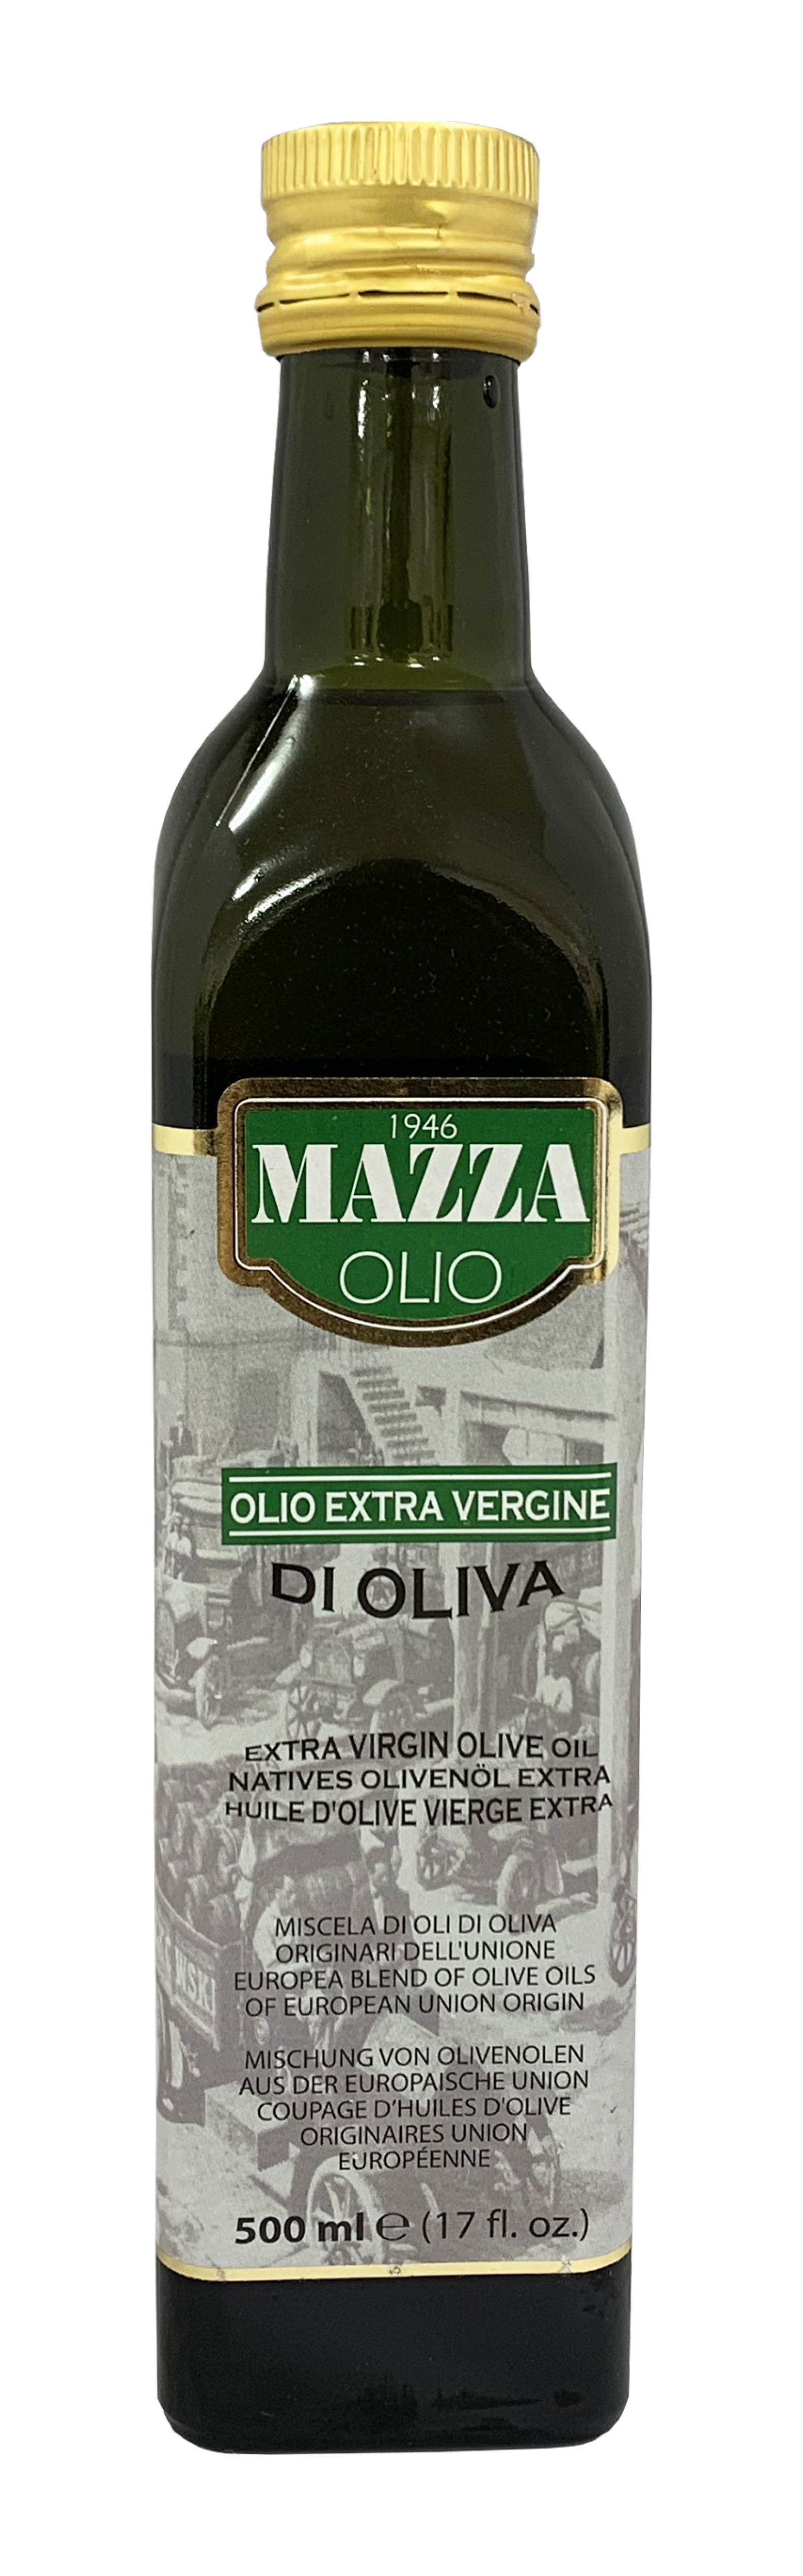 1946
MAZZA
OLIO
OLIO EXTRA VERGINE
DI OLIVA
EXTRA VIRGIN OLIVE OIL
NATIVES OLIVENÖL EXTRA
HUILE D'OLIVE VIERGE EXTRA
MISCELA DI OLI DI OLIVA
ORIGINARI DELL'UNIONE
EUROPEA BLEND OF OLIVE OILS
OF EUROPEAN UNION ORIGIN
MISCHUNG VON OLIVENOLEN
AUS DER EUROPAISCHE UNION
COUPAGE D'HUILES D'OLIVE
ORIGINAIRES UNION
EUROPÉENNE
500 ml e (17 fl. oz.)